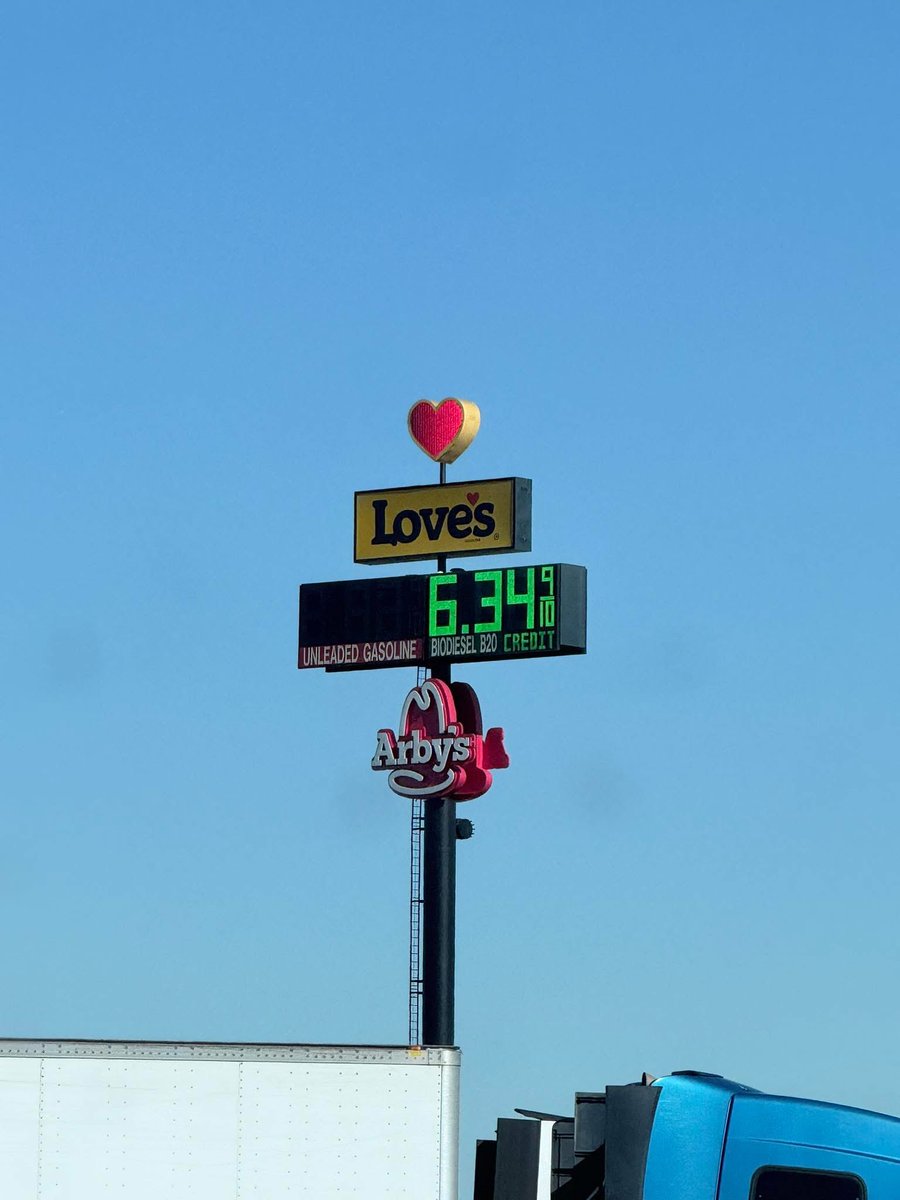 Love's
6.34 9/10
UNLEADED GASOLINE BIODIESEL B20 CREDIT
Arby's